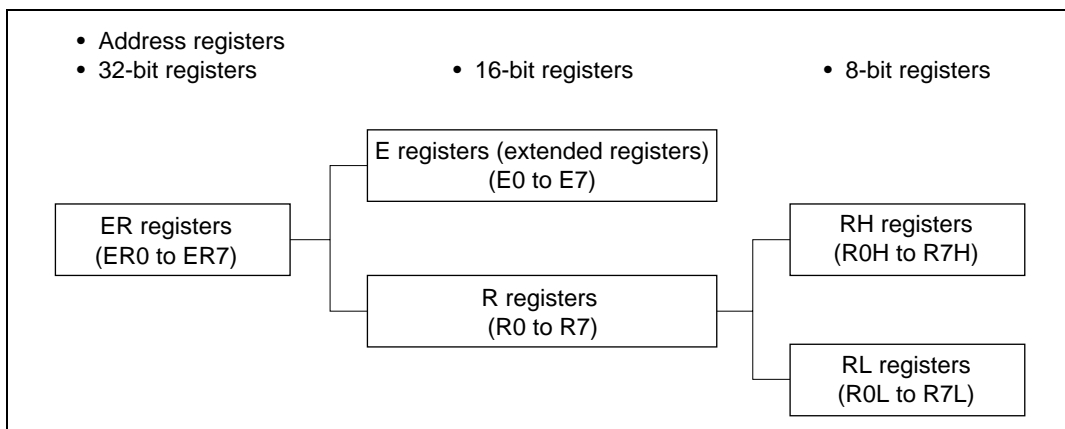 • Address registers
• 32-bit registers
• 16-bit registers
• 8-bit registers
E registers (extended registers)
(E0 to E7)
ER registers
(ER0 to ER7)
RH registers
(R0H to R7H)
R registers
(R0 to R7)
RL registers
(R0L to R7L)